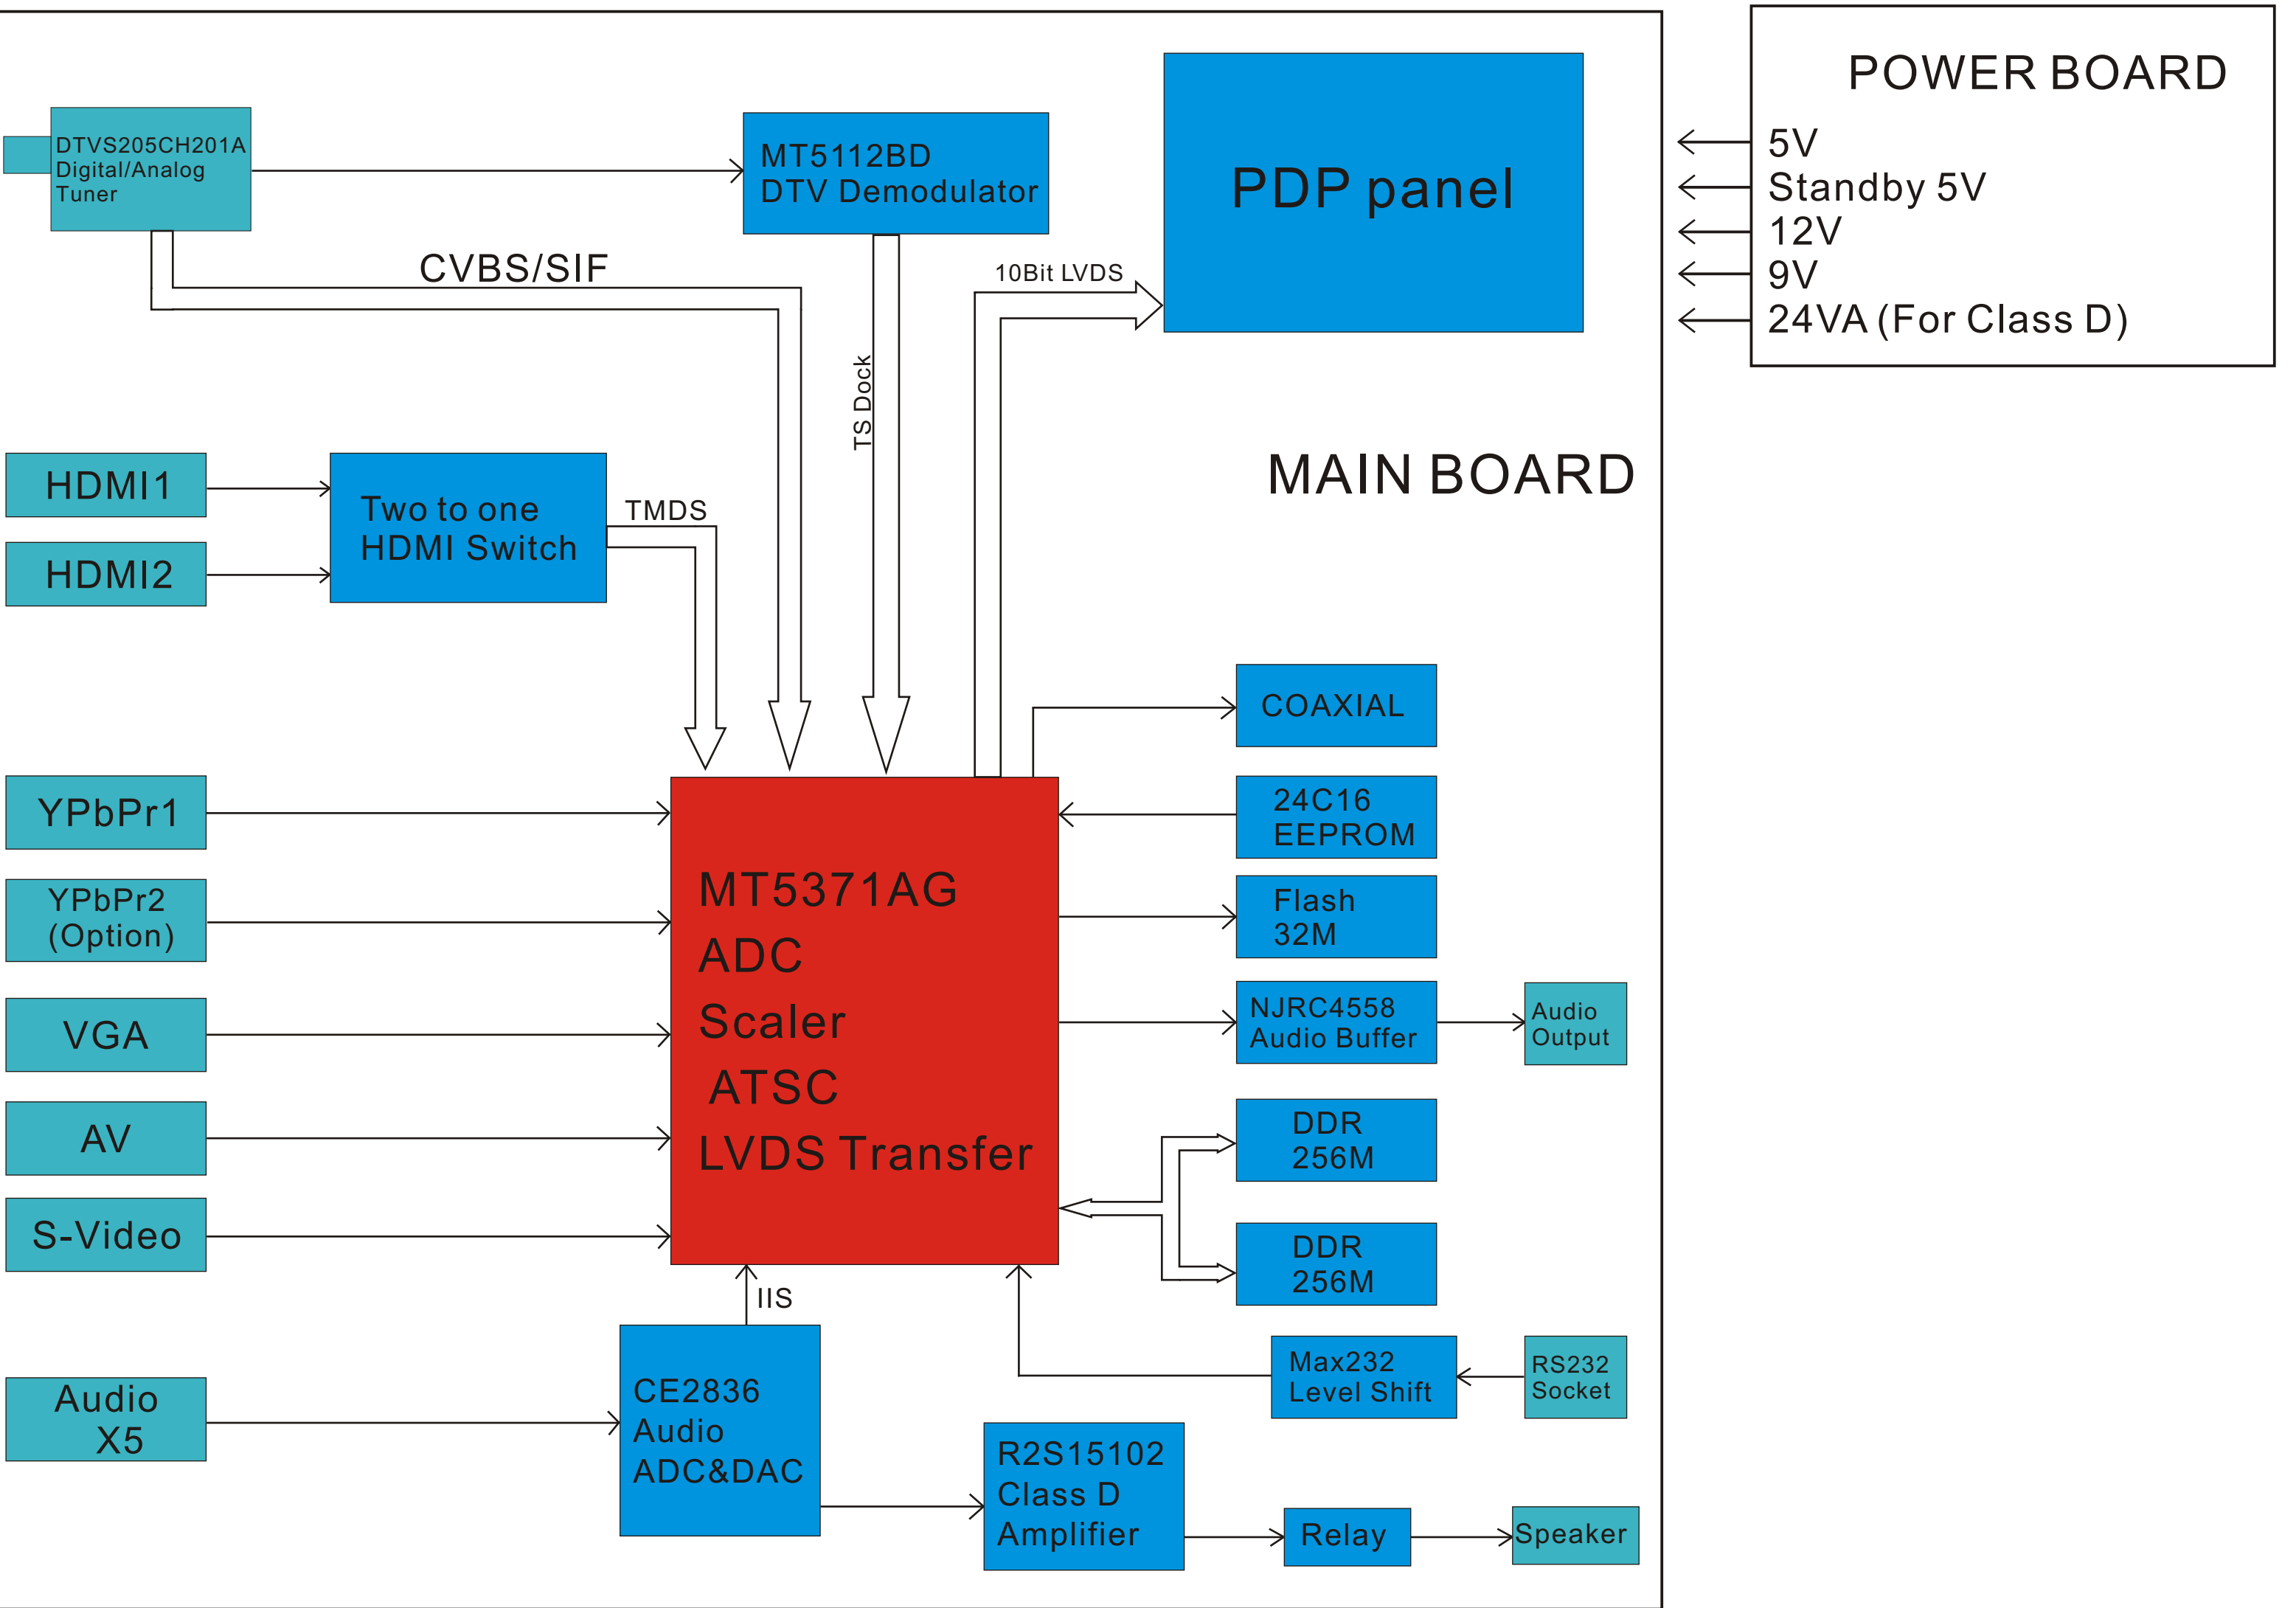 POWER BOARD
5V
Standby 5V
12V
9V
24VA (For Class D)
DTVS205CH201A
Digital/Analog
Tuner
MT5112BD
DTV Demodulator
PDP panel
CVBS/SIF
10Bit LVDS
TS Dock
MAIN BOARD
HDMI1
HDMI2
Two to one
HDMI Switch
TMDS
COAXIAL
YPbPr1
24C16
EEPROM
YPbPr2
(Option)
MT5371AG
ADC
Scaler
ATSC
LVDS Transfer
Flash
32M
VGA
NJRC4558
Audio Buffer
Audio
Output
AV
DDR
256M
S-Video
DDR
256M
IIS
Max232
Level Shift
RS232
Socket
Audio
X5
CE2836
Audio
ADC&DAC
R2S15102
Class D
Amplifier
Relay
Speaker